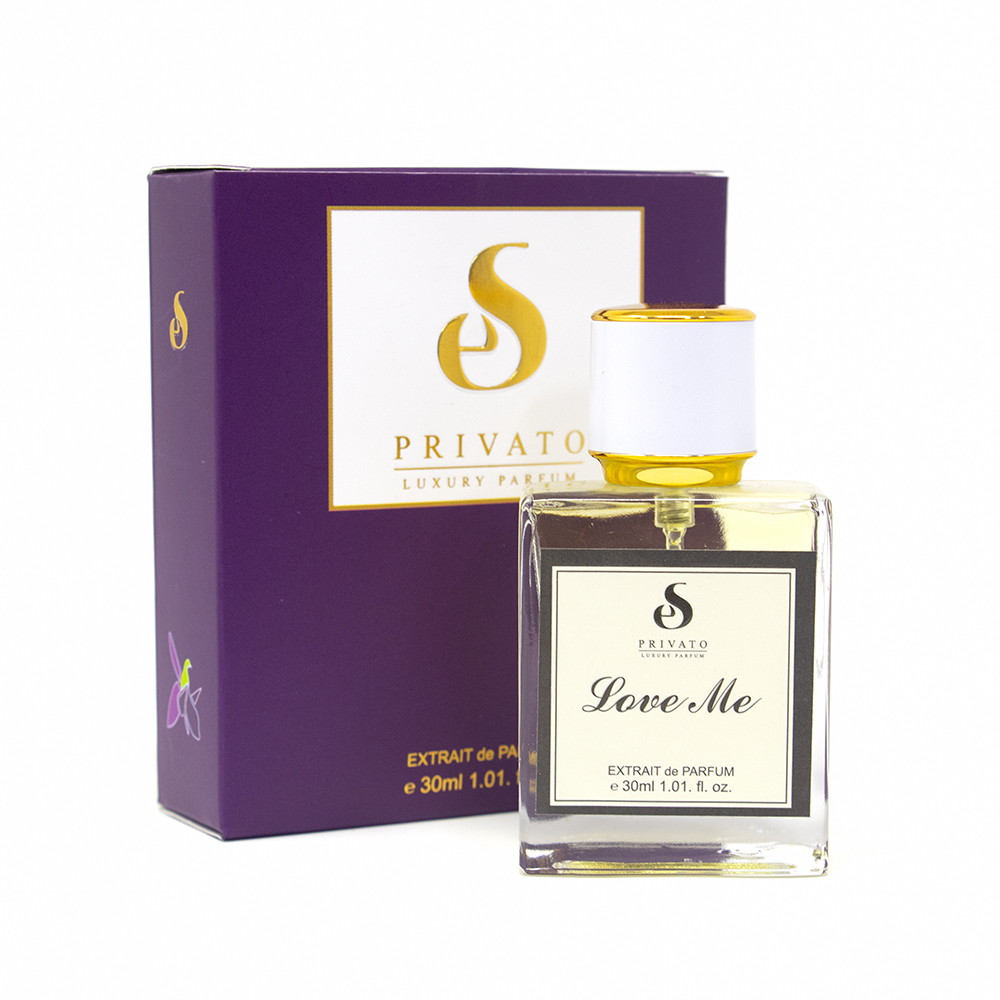 PRIVATO
LUXURY PARFUM
EXTRAIT de
℮ 30ml 1.01.
PRIVATO
LUXURY PARFUM
Love Me
EXTRAIT de PARFUM
℮ 30ml 1.01. fl. oz.